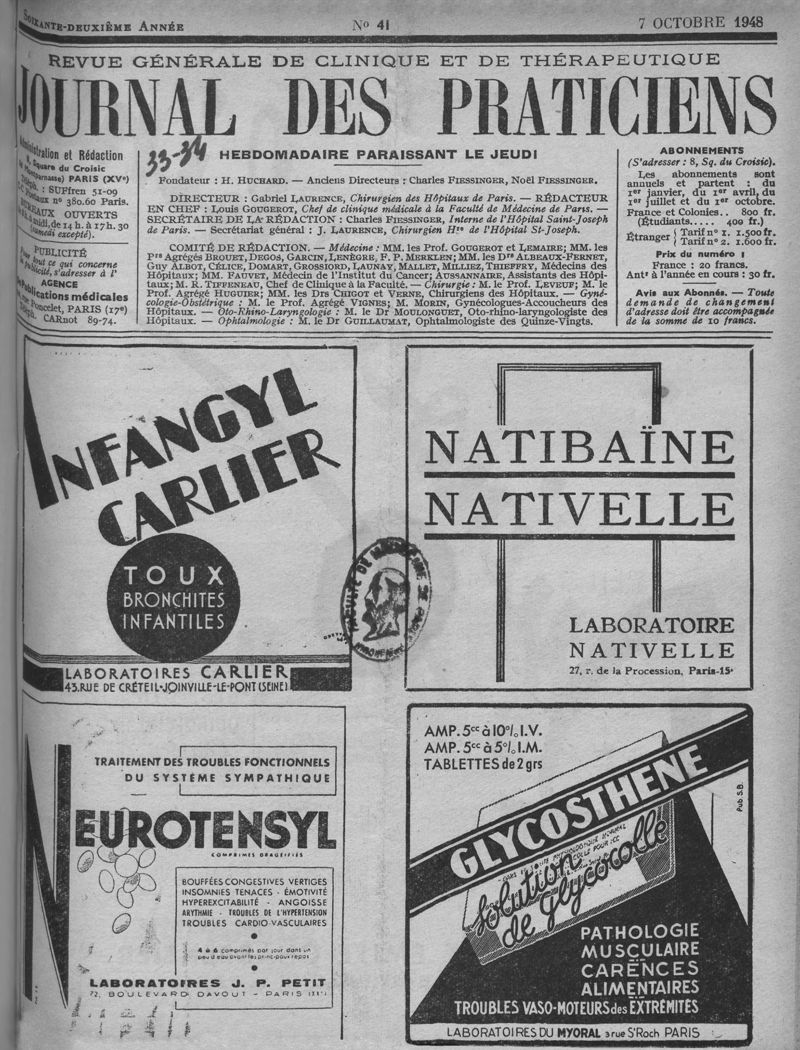 SOIXANTE-DEUXIÈME ANNÉE
No 41
7 OCTOBRE 1948
REVUE GÉNÉRALE DE CLINIQUE ET DE THÉRAPEUTIQUE
JOURNAL DES PRATICIENS
Administration et Rédaction
8, Square du Croisic
PARIS (XVe)
SUFfren 51-09
no 380.60 Paris.
BUREAUX OUVERTS
de 14 h. à 17 h. 30
(samedi excepté).
PUBLICITÉ
tout ce qui concerne
publicité, s'adresser à l'
AGENCE
Publications médicales
PARIS (17e)
CARnot 89-74.
33-34
HEBDOMADAIRE PARAISSANT LE JEUDI
Fondateur : H. HUCHARD. — Anciens Directeurs : Charles FIESSINGER, Noël FIESSINGER.
DIRECTEUR : Gabriel LAURENCE, Chirurgien des Hôpitaux de Paris. — RÉDACTEUR
EN CHEF : Louis GOUGEROT, Chef de clinique médicale à la Faculté de Médecine de Paris. —
SECRÉTAIRE DE LA RÉDACTION : Charles FIESSINGER, Interne de l'Hôpital Saint-Joseph
de Paris. — Secrétariat général : J. LAURENCE, Chirurgien Hre de l'Hôpital St-Joseph.
COMITÉ DE RÉDACTION. — Médecine : MM. les Prof. GOUGEROT et LEMAIRE; MM. les
Prs Agrégés BROUET, DEGOS, GARCIN, LENÈGRE, F. P. MERKLEN; MM. les Drs ALBEAUX-FERNET,
Guy ALBOT, CÉLICE, DOMART, GROSSIORD, LAUNAY, MALLET, MILLIEZ, THIEFFRY, Médecins des
Hôpitaux; MM. FAUVET, Médecin de l'Institut du Cancer; AUSSANNAIRE, Assistants des Hôpi-
taux; M. R. TIFFENEAU, Chef de Clinique à la Faculté. — Chirurgie : M. le Prof. LEVEUF; M. le
Prof. Agrégé HUGUIER; MM. les Drs CHIGOT et VERNE, Chirurgiens des Hôpitaux. — Gyné-
cologie-Obstétrique : M. le Prof. Agrégé VIGNES; M. MORIN, Gynécologues-Accoucheurs des
Hôpitaux. — Oto-Rhino-Laryngologie : M. le Dr MOULONGUET, Oto-rhino-laryngologiste des
Hôpitaux. — Ophtalmologie : M. le Dr GUILLAUMAT, Ophtalmologiste des Quinze-Vingts.
ABONNEMENTS
(S'adresser : 8, Sq. du Croisic).
Les abonnements sont
annuels et partent : du
1er janvier, du 1er avril, du
1er juillet et du 1er octobre.
France et Colonies.. 800 fr.
(Étudiants..... 400 fr.)
Étranger { Tarif no 1. 1.500 fr.
{ Tarif no 2. 1.600 fr.
Prix du numéro :
France : 20 francs.
Antrs à l'année en cours : 30 fr.
Avis aux Abonnés. — Toute
demande de changement
d'adresse doit être accompagnée
de la somme de 10 francs.
INFANGYL
CARLIER
TOUX
BRONCHITES
INFANTILES
LABORATOIRES CARLIER
43, RUE DE CRÉTEIL-JOINVILLE-LE-PONT (SEINE)
NATIBAÏNE
NATIVELLE
LABORATOIRE
NATIVELLE
27, r. de la Procession, Paris-15e
TRAITEMENT DES TROUBLES FONCTIONNELS
DU SYSTÈME SYMPATHIQUE
NEUROTENSYL
COMPRIMÉS DRAGÉIFIÉS
BOUFFÉES CONGESTIVES VERTIGES
INSOMNIES TENACES - ÉMOTIVITÉ
HYPEREXCITABILITÉ - ANGOISSE
ARYTHMIE - TROUBLES DE L'HYPERTENSION
TROUBLES CARDIO-VASCULAIRES
4 à 6 comprimés par jour dans un
peu d'eau avant les principaux repas
LABORATOIRES J. P. PETIT
72, BOULEVARD DAVOUT - PARIS
AMP. 5cc à 10% I.V.
AMP. 5cc à 5% I.M.
TABLETTES de 2 grs
GLYCOSTHENE
Solution
de Glycocolle
PATHOLOGIE
MUSCULAIRE
CARENCES
ALIMENTAIRES
TROUBLES VASO-MOTEURS des EXTRÉMITÉS
Pub S.B.
LABORATOIRES DU MYORAL 3 rue St Roch PARIS